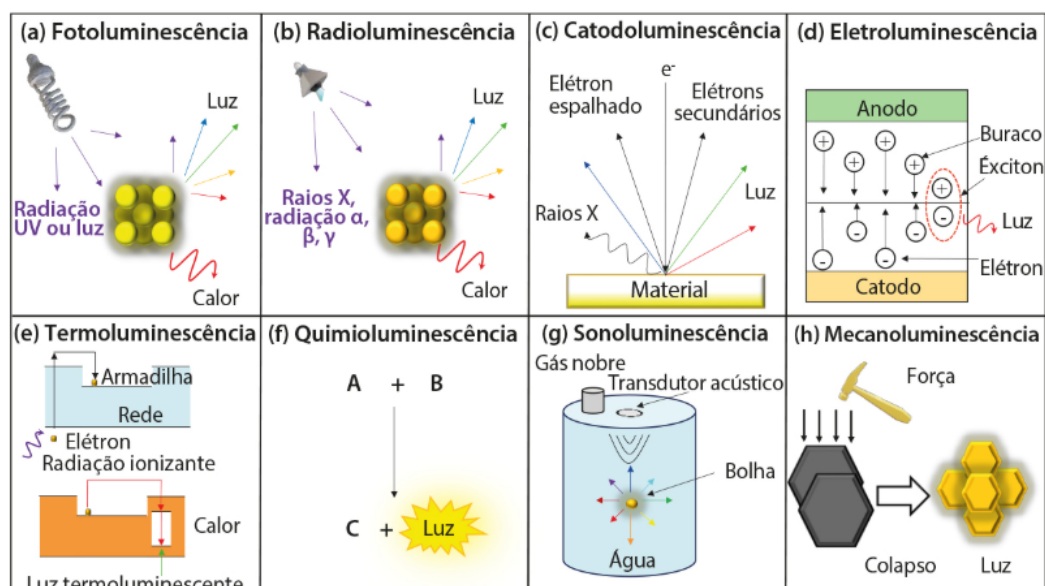 (a) Fotoluminescência
Luz
Radiação
UV ou luz
Calor
(b) Radioluminescência
Luz
Raios X,
radiação α,
β, γ
Calor
(c) Catodoluminescência
e-
Elétron
espalhado
Elétrons
secundários
Luz
Raios X
Material
(d) Eletroluminescência
Anodo
Buraco
Éxciton
+ + + + +
- - - - -
Luz
Elétron
Catodo
(e) Termoluminescência
Armadilha
Rede
Elétron
Radiação ionizante
Calor
Luz termoluminescente
(f) Quimioluminescência
A + B
C + Luz
(g) Sonoluminescência
Gás nobre
Transdutor acústico
Bolha
Água
(h) Mecanoluminescência
Força
Colapso
Luz